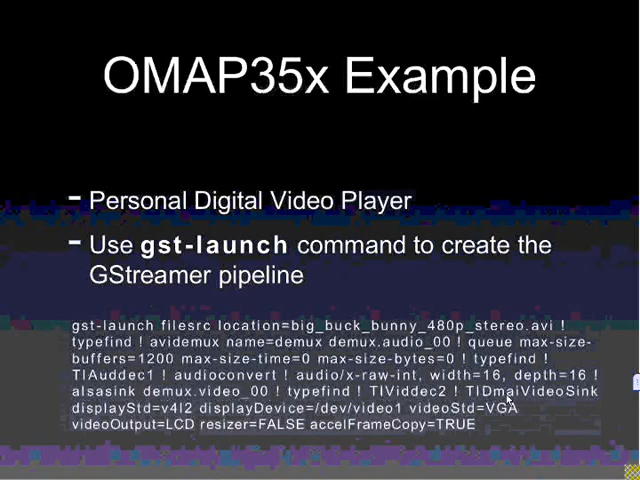 OMAP35x Example
- Personal Digital Video Player
- Use gst-launch command to create the
GStreamer pipeline
gst-launch filesrc location=big_buck_bunny_480p_stereo.avi !
typefind ! avidemux name=demux demux.audio_00 ! queue max-size-
buffers=1200 max-size-time=0 max-size-bytes=0 ! typefind !
TIAuddec1 ! audioconvert ! audio/x-raw-int, width=16, depth=16 !
alsasink demux.video_00 ! typefind ! TIViddec2 ! TIDmaiVideoSink
displayStd=v4l2 displayDevice=/dev/video1 videoStd=VGA
videoOutput=LCD resizer=FALSE accelFrameCopy=TRUE